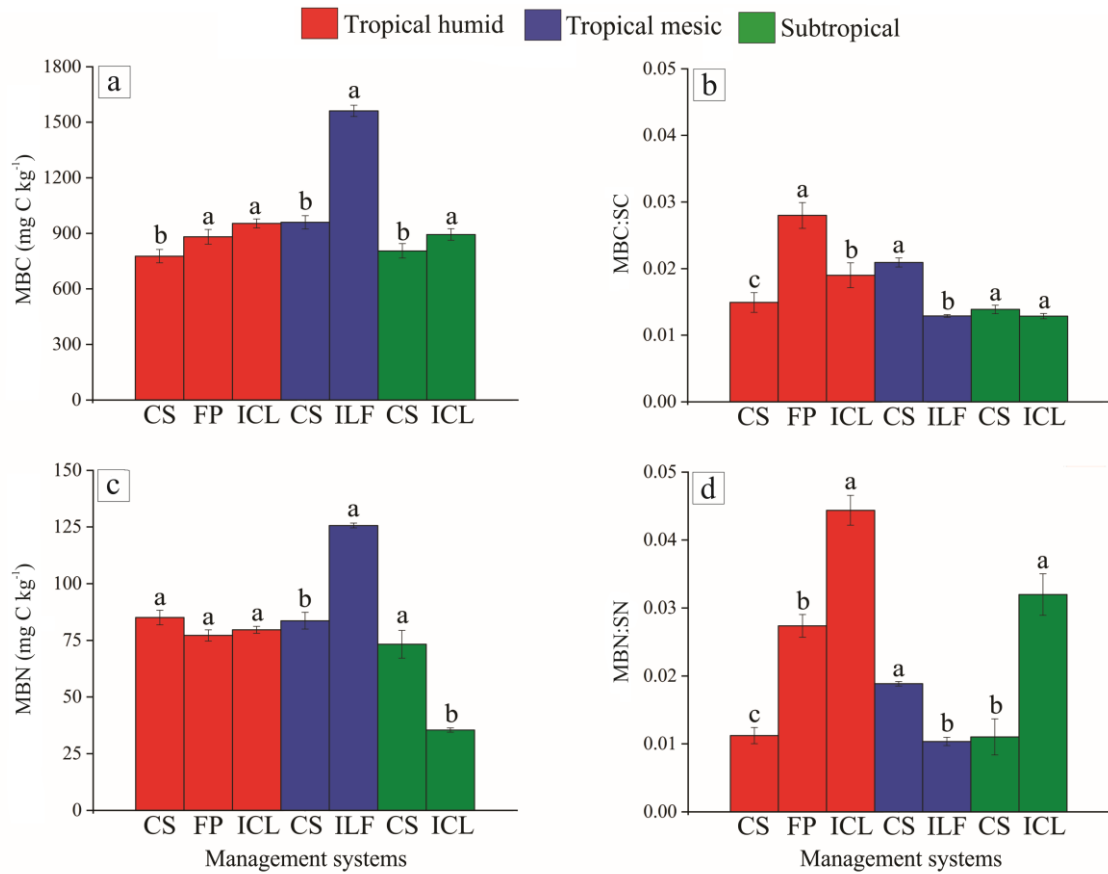 Tropical humid Tropical mesic Subtropical
a
MBC (mg C kg⁻¹)
1800
1500
1200
900
600
300
0
b a a b a b a
CS FP ICL CS ILF CS ICL
b
MBC:SC
0.05
0.04
0.03
0.02
0.01
0.00
c a b a b a a
CS FP ICL CS ILF CS ICL
c
MBN (mg C kg⁻¹)
150
125
100
75
50
25
0
a a a b a a b
CS FP ICL CS ILF CS ICL
Management systems
d
MBN:SN
0.05
0.04
0.03
0.02
0.01
0.00
c b a a b b a
CS FP ICL CS ILF CS ICL
Management systems